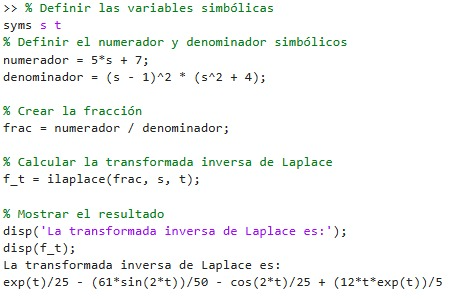 >> % Definir las variables simbólicas
syms s t
% Definir el numerador y denominador simbólicos
numerador = 5*s + 7;
denominador = (s - 1)^2 * (s^2 + 4);
% Crear la fracción
frac = numerador / denominador;
% Calcular la transformada inversa de Laplace
f_t = ilaplace(frac, s, t);
% Mostrar el resultado
disp('La transformada inversa de Laplace es:');
disp(f_t);
La transformada inversa de Laplace es:
exp(t)/25 - (61*sin(2*t))/50 - cos(2*t)/25 + (12*t*exp(t))/5